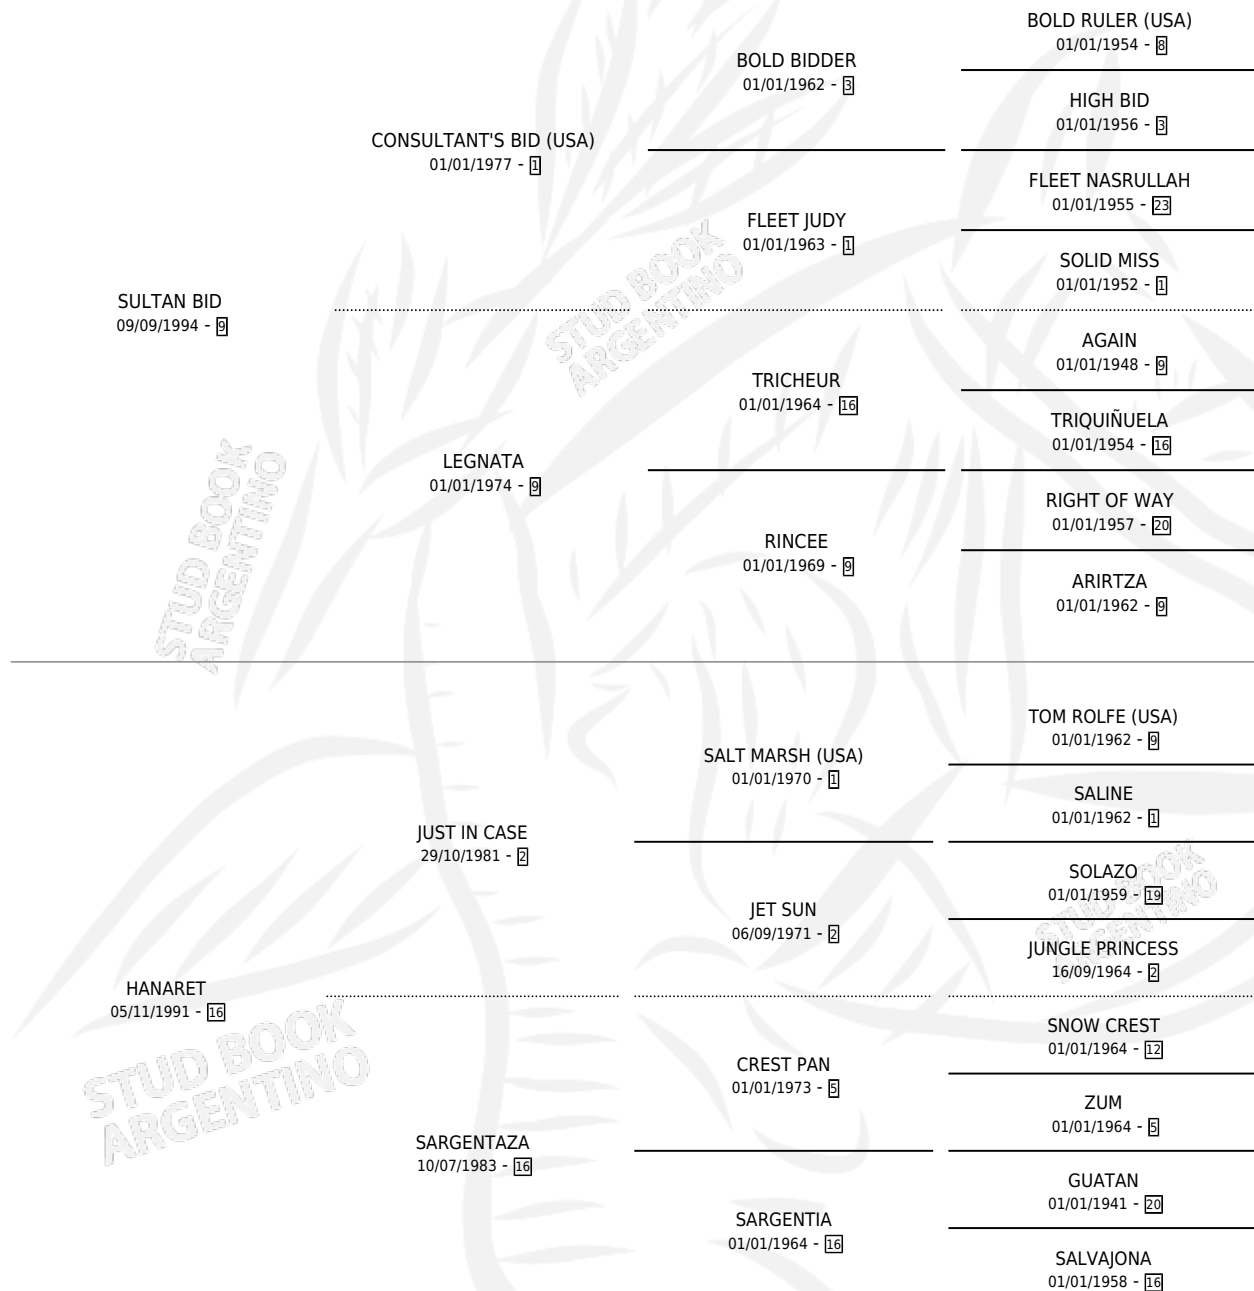 BOLD RULER (USA)
01/01/1954 - 8
BOLD BIDDER
01/01/1962 - 3
HIGH BID
01/01/1956 - 3
CONSULTANT'S BID (USA)
01/01/1977 - 1
FLEET NASRULLAH
01/01/1955 - 23
FLEET JUDY
01/01/1963 - 1
SOLID MISS
01/01/1952 - 1
SULTAN BID
09/09/1994 - 9
STUD BOOK
ARGENTINO
AGAIN
01/01/1948 - 9
TRICHEUR
01/01/1964 - 16
TRIQUIÑUELA
01/01/1954 - 16
LEGNATA
01/01/1974 - 9
RIGHT OF WAY
01/01/1957 - 20
RINCEE
01/01/1969 - 9
ARIRTZA
01/01/1962 - 9
STUD BOOK
ARGENTINO
TOM ROLFE (USA)
01/01/1962 - 9
SALT MARSH (USA)
01/01/1970 - 1
SALINE
01/01/1962 - 1
JUST IN CASE
29/10/1981 - 2
SOLAZO
01/01/1959 - 19
JET SUN
06/09/1971 - 2
JUNGLE PRINCESS
16/09/1964 - 2
STUD BOOK
ARGENTINO
HANARET
05/11/1991 - 16
SNOW CREST
01/01/1964 - 12
CREST PAN
01/01/1973 - 5
ZUM
01/01/1964 - 5
STUD BOOK
ARGENTINO
SARGENTAZA
10/07/1983 - 16
GUATAN
01/01/1941 - 20
SARGENTIA
01/01/1964 - 16
SALVAJONA
01/01/1958 - 16